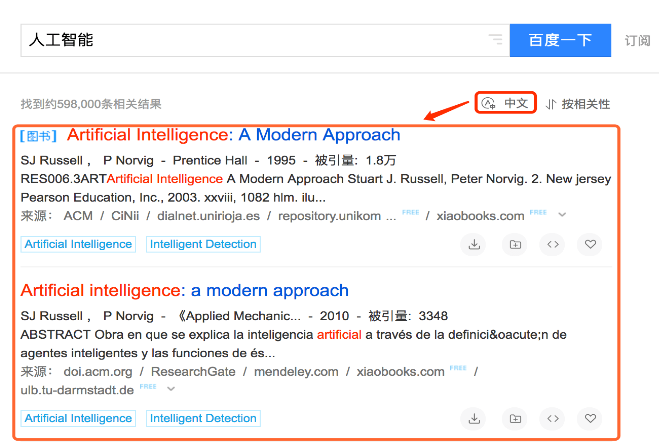 人工智能
百度一下
订阅
找到约598,000条相关结果
中文
按相关性
[图书] Artificial Intelligence: A Modern Approach
SJ Russell ， P Norvig - Prentice Hall - 1995 - 被引量: 1.8万
RES006.3ARTArtificial Intelligence A Modern Approach Stuart J. Russell, Peter Norvig. 2. New jersey
Pearson Education, Inc., 2003. xxviii, 1082 hlm. ilu...
来源： ACM / CiNii / dialnet.unirioja.es / repository.unikom ... FREE / xiaobooks.com FREE
Artificial Intelligence Intelligent Detection
Artificial intelligence: a modern approach
SJ Russell ， P Norvig - 《Applied Mechanic... - 2010 - 被引量: 3348
ABSTRACT Obra en que se explica la inteligencia artificial a través de la definici&oacute;n de
agentes inteligentes y las funciones de és...
来源： doi.acm.org / ResearchGate / mendeley.com / xiaobooks.com FREE /
ulb.tu-darmstadt.de FREE
Artificial Intelligence Intelligent Detection